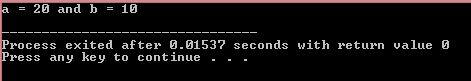 a = 20 and b = 10
--------------------------------
Process exited after 0.01537 seconds with return value 0
Press any key to continue . . .